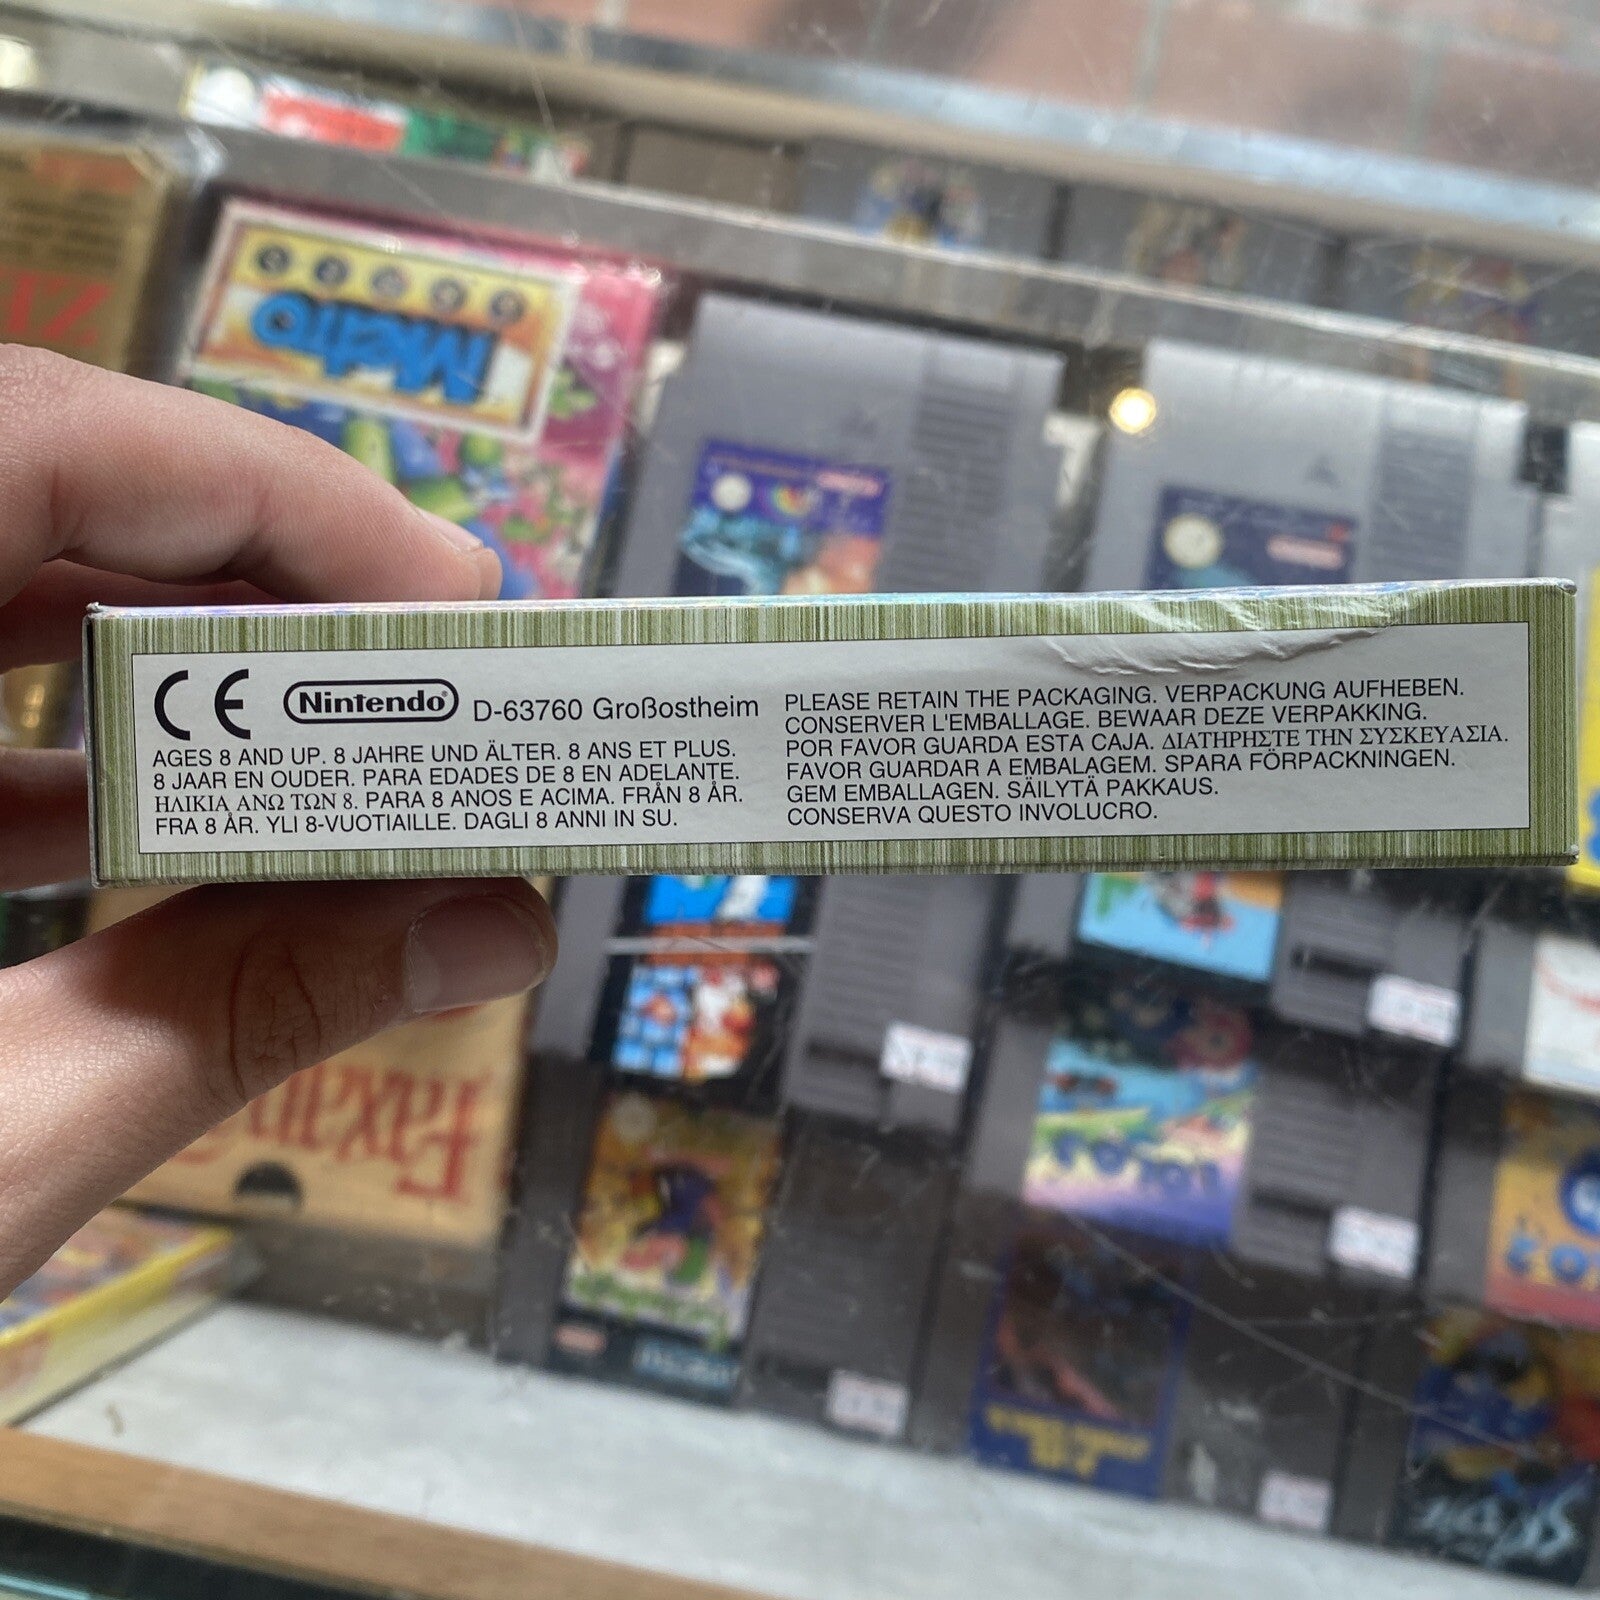 CE Nintendo® D-63760 Großostheim
AGES 8 AND UP. 8 JAHRE UND ÄLTER. 8 ANS ET PLUS.
8 JAAR EN OUDER. PARA EDADES DE 8 EN ADELANTE.
ΗΛΙΚΙΑ ΑΝΩ ΤΩΝ 8. PARA 8 ANOS E ACIMA. FRÅN 8 ÅR.
FRA 8 ÅR. YLI 8-VUOTIAILLE. DAGLI 8 ANNI IN SU.
PLEASE RETAIN THE PACKAGING. VERPACKUNG AUFHEBEN.
CONSERVER L'EMBALLAGE. BEWAAR DEZE VERPAKKING.
POR FAVOR GUARDA ESTA CAJA. ΔΙΑΤΗΡΗΣΤΕ ΤΗΝ ΣΥΣΚΕΥΑΣΙΑ.
FAVOR GUARDAR A EMBALAGEM. SPARA FÖRPACKNINGEN.
GEM EMBALLAGEN. SÄILYTÄ PAKKAUS.
CONSERVA QUESTO INVOLUCRO.
Faxan